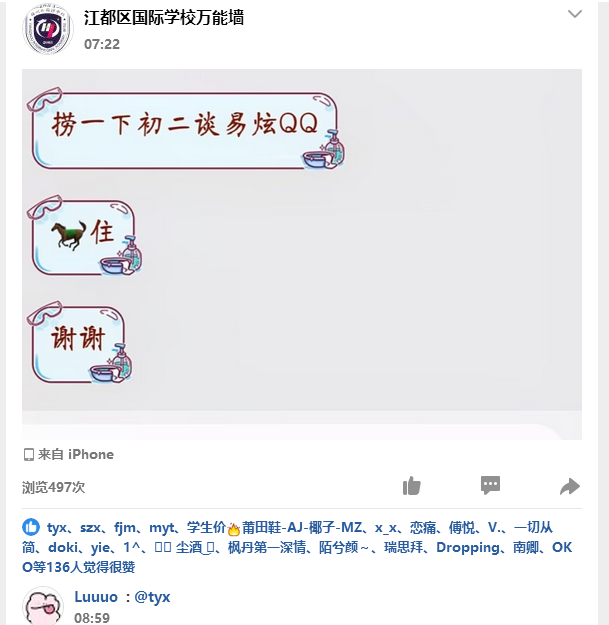 江都区国际学校万能墙
07:22
捞一下初二谈易炫QQ
🐎住
谢谢
来自 iPhone
浏览497次
tyx、szx、fjm、myt、学生价🔥莆田鞋-AJ-椰子-MZ、x_x、恋痛、傅悦、V.、一切从
简、doki、yie、1^、 尘酒_、枫丹第一深情、陌兮颜～、瑞思拜、Dropping、南卿、OK
O等136人觉得很赞
Luuuo ：@tyx
08:59